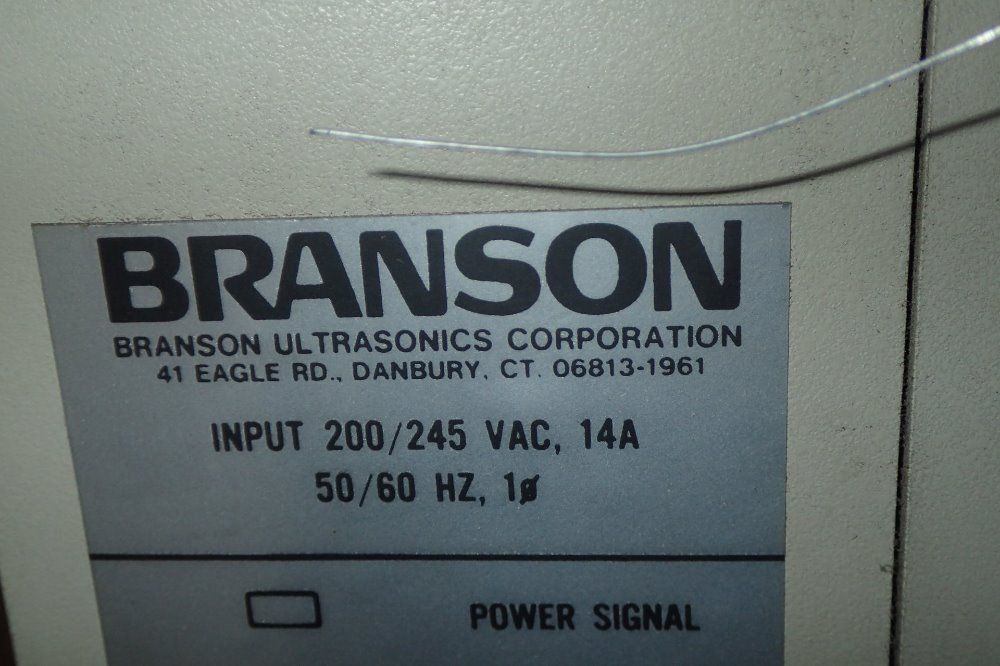 BRANSON
BRANSON ULTRASONICS CORPORATION
41 EAGLE RD., DANBURY, CT. 06813-1961
INPUT 200/245 VAC, 14A
50/60 HZ, 1ø
POWER SIGNAL